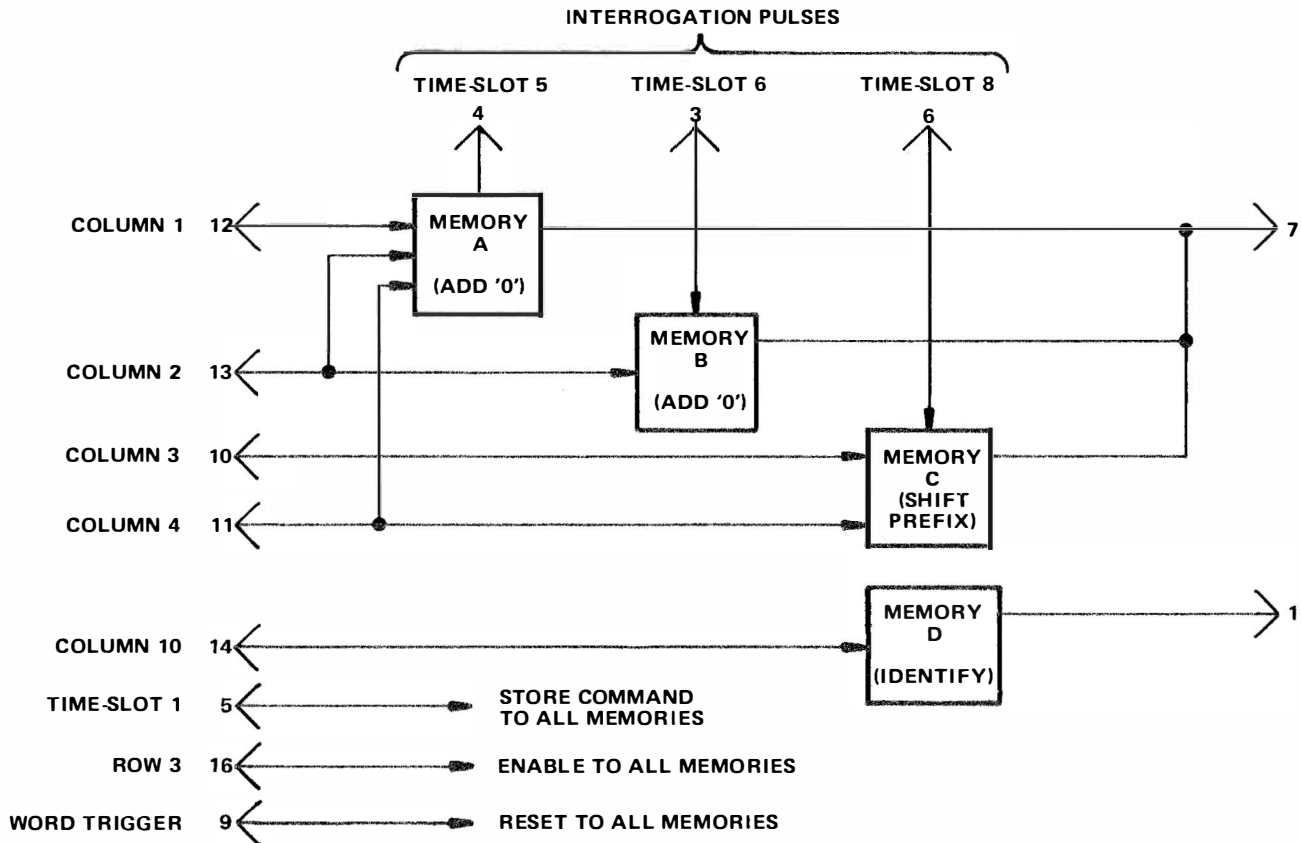 INTERROGATION PULSES
TIME-SLOT 5 TIME-SLOT 6 TIME-SLOT 8
4 3 6
COLUMN 1 12
MEMORY
A
(ADD '0')
7
COLUMN 2 13
MEMORY
B
(ADD '0')
COLUMN 3 10
COLUMN 4 11
MEMORY
C
(SHIFT
PREFIX)
COLUMN 10 14
MEMORY
D
(IDENTIFY)
1
TIME-SLOT 1 5
STORE COMMAND
TO ALL MEMORIES
ROW 3 16 ENABLE TO ALL MEMORIES
WORD TRIGGER 9 RESET TO ALL MEMORIES